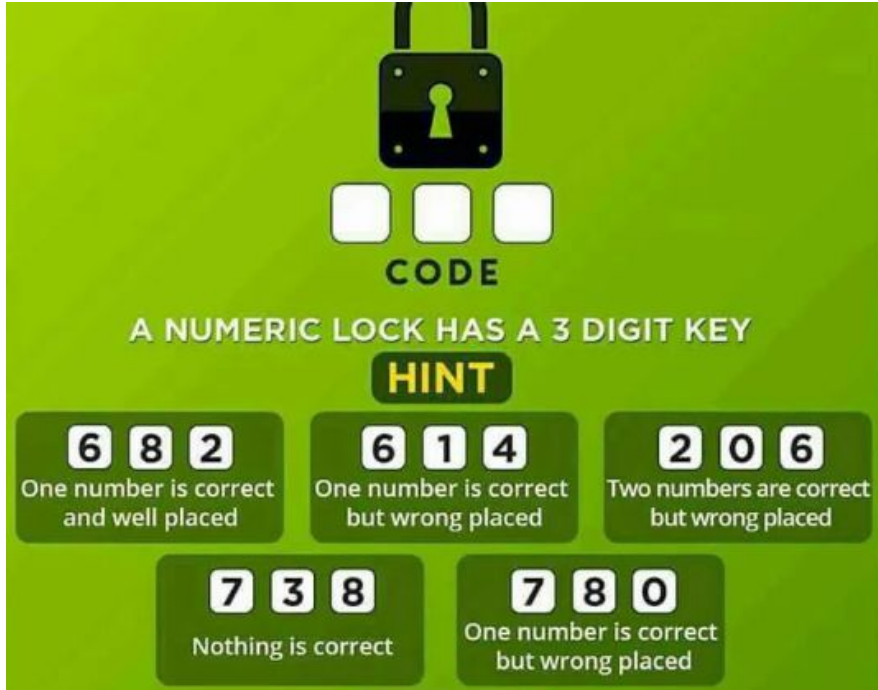 CODE
A NUMERIC LOCK HAS A 3 DIGIT KEY
HINT
6 8 2
One number is correct
and well placed
6 1 4
One number is correct
but wrong placed
2 0 6
Two numbers are correct
but wrong placed
7 3 8
Nothing is correct
7 8 0
One number is correct
but wrong placed